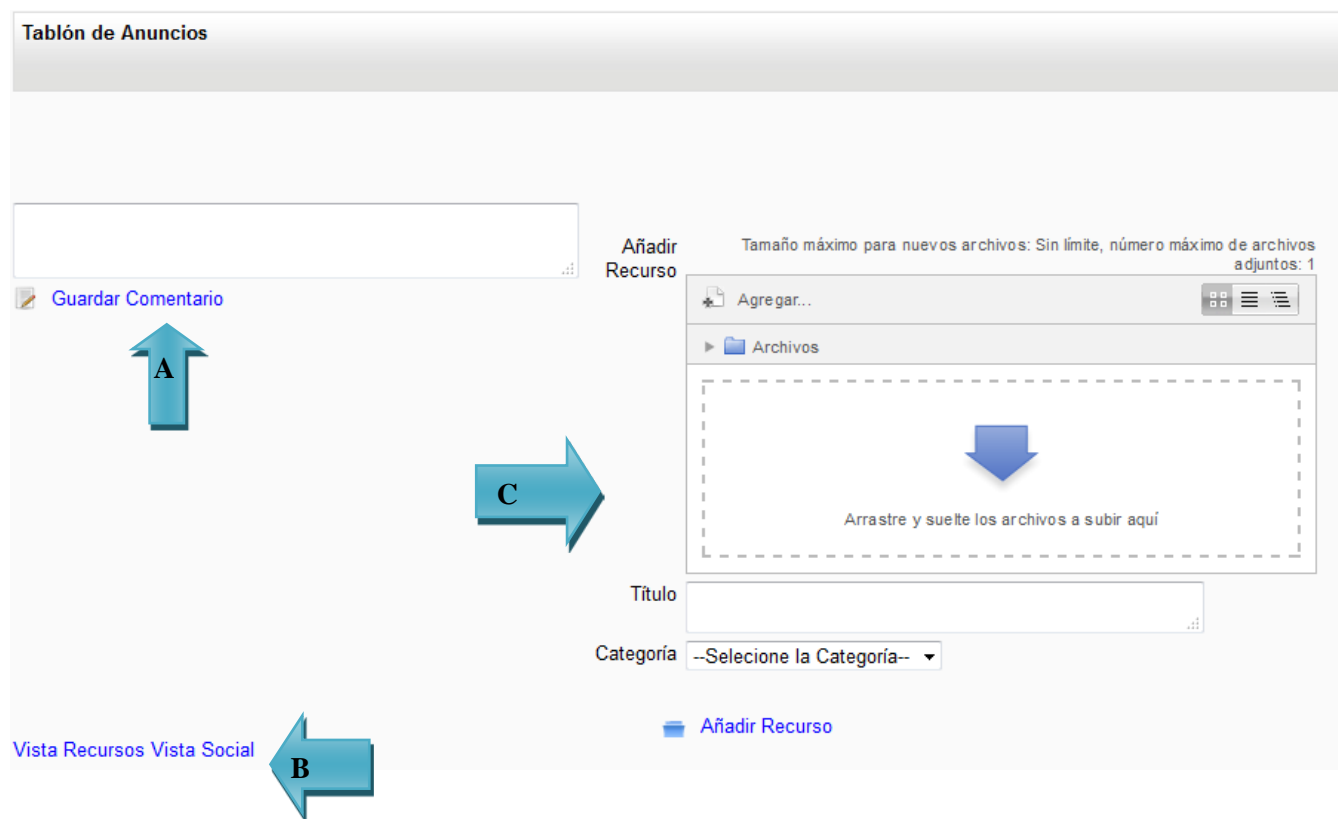 Tablón de Anuncios
Guardar Comentario
A
Añadir
Recurso
Tamaño máximo para nuevos archivos: Sin límite, número máximo de archivos
adjuntos: 1
Agregar...
Archivos
C
Arrastre y suelte los archivos a subir aquí
Título
Categoría --Selecione la Categoría--
Añadir Recurso
Vista Recursos Vista Social
B